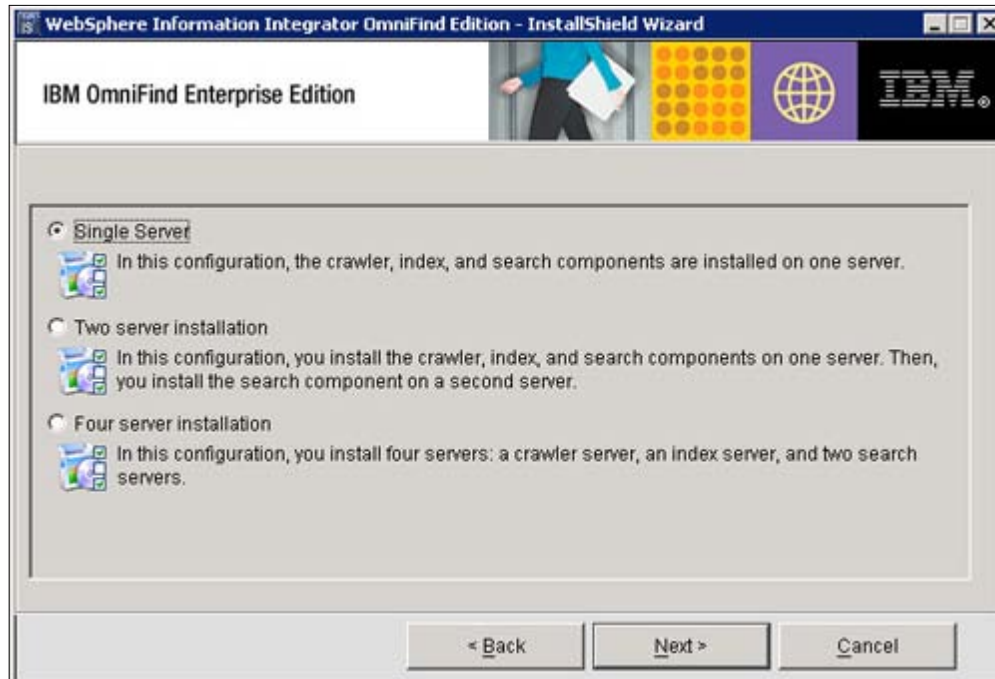 WebSphere Information Integrator OmniFind Edition - InstallShield Wizard
IBM OmniFind Enterprise Edition
IBM®
Single Server
In this configuration, the crawler, index, and search components are installed on one server.
Two server installation
In this configuration, you install the crawler, index, and search components on one server. Then,
you install the search component on a second server.
Four server installation
In this configuration, you install four servers: a crawler server, an index server, and two search
servers.
< Back
Next >
Cancel